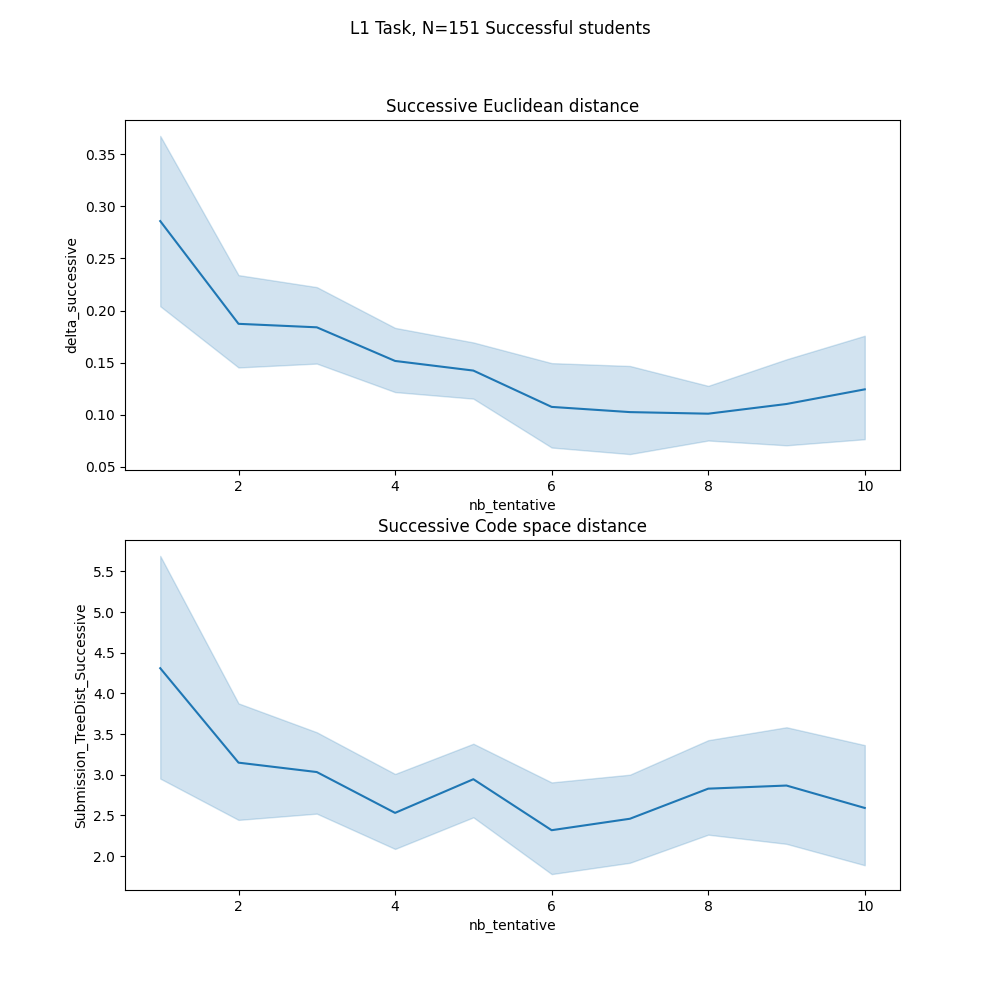 L1 Task, N=151 Successful students
Successive Euclidean distance
0.35
0.30
0.25
0.20
0.15
0.10
0.05
delta_successive
2 4 6 8 10
nb_tentative
Successive Code space distance
5.5
5.0
4.5
4.0
3.5
3.0
2.5
2.0
Submission_TreeDist_Successive
2 4 6 8 10
nb_tentative